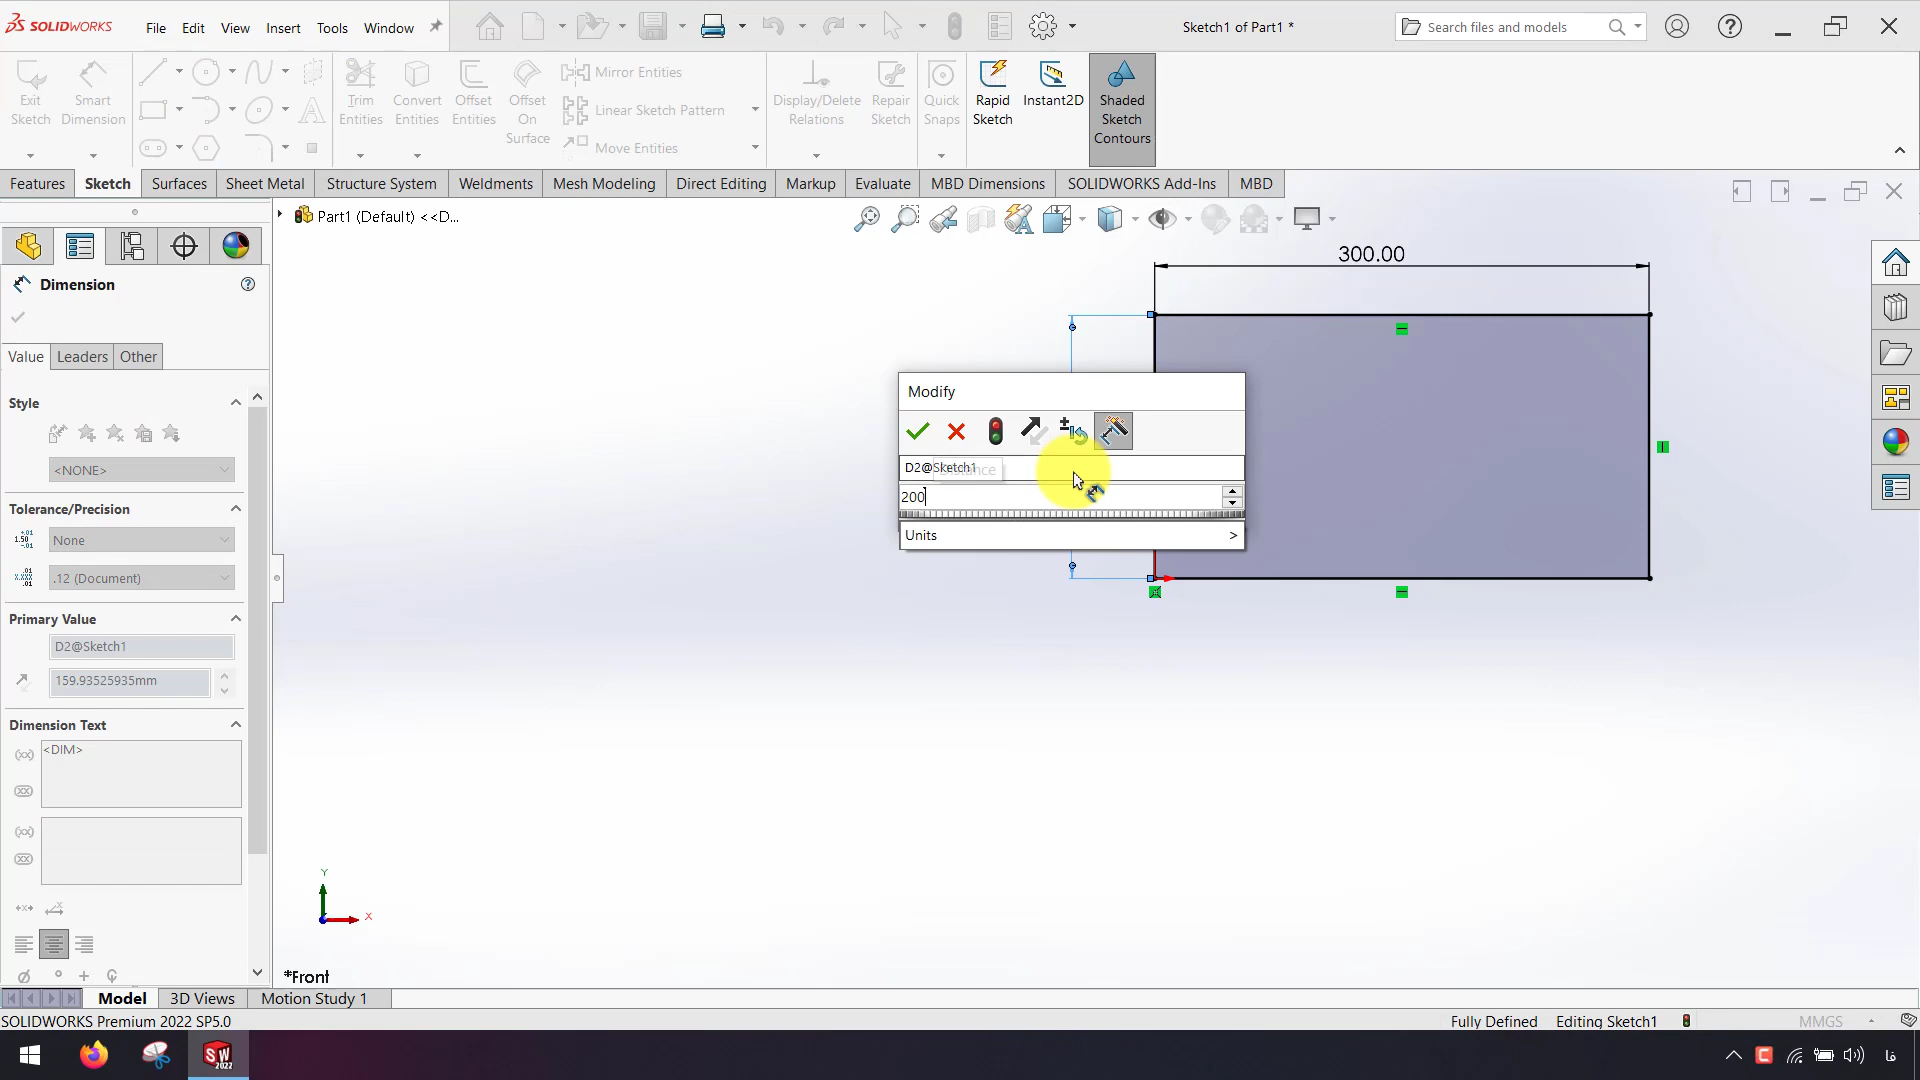 SOLIDWORKS File Edit View Insert Tools Window
Sketch1 of Part1 *
Search files and models
Exit Sketch
Smart Dimension
Trim Entities
Convert Entities
Offset Entities
Offset On Surface
Mirror Entities
Linear Sketch Pattern
Move Entities
Display/Delete Relations
Repair Sketch
Quick Snaps
Rapid Sketch
Instant2D
Shaded Sketch Contours
Features Sketch Surfaces Sheet Metal Structure System Weldments Mesh Modeling Direct Editing Markup Evaluate MBD Dimensions SOLIDWORKS Add-Ins MBD
Part1 (Default) <<D...
Dimension
Value Leaders Other
Style
<NONE>
Tolerance/Precision
None
.12 (Document)
Primary Value
D2@Sketch1
159.93525935mm
Dimension Text
<DIM>
300.00
Modify
D2@Sketch1
Distance
200
Units >
Y
X
*Front
Model 3D Views Motion Study 1
SOLIDWORKS Premium 2022 SP5.0
Fully Defined Editing Sketch1 MMGS
SW 2022
فا